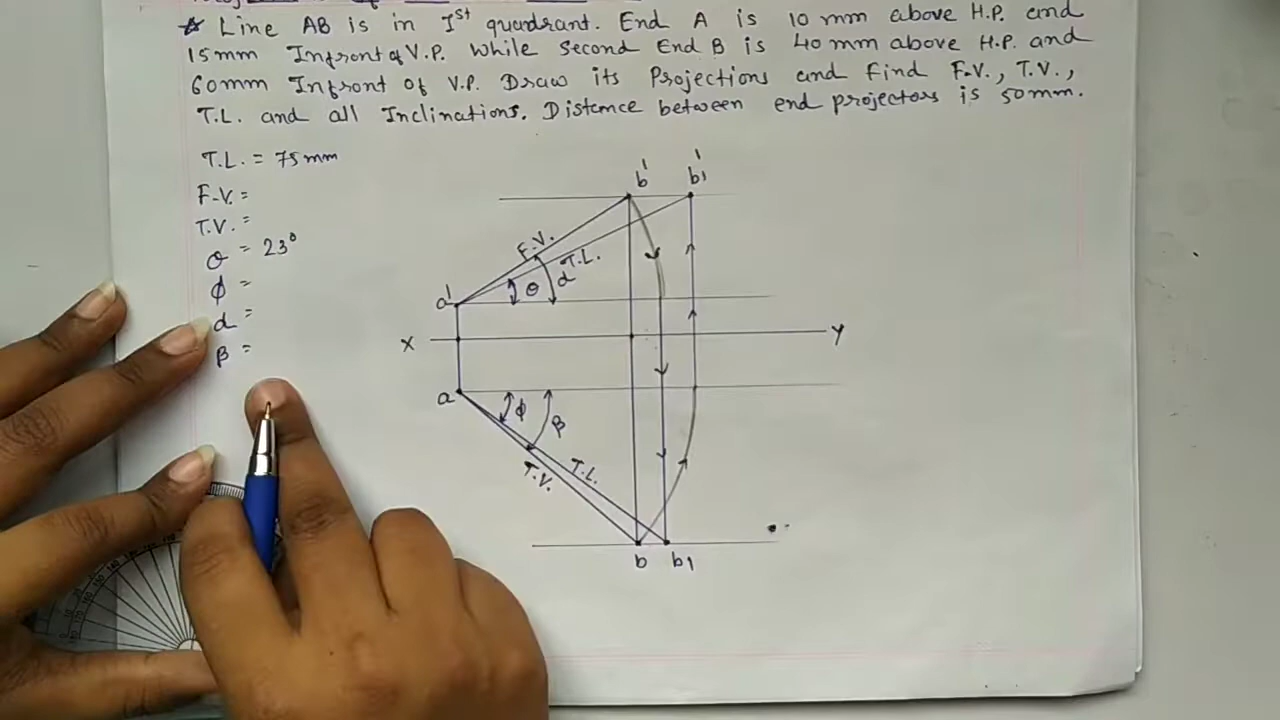 ☆ Line AB is in Ist quadrant. End A is 10 mm above H.P. and
15mm Infront of V.P. While Second End B is 40 mm above H.P. and
60mm Infront of V.P. Draw its Projections and Find F.V., T.V.,
T.L. and all Inclinations. Distance between end projectors is 50mm.
T.L. = 75mm
F.V. =
T.V. =
θ = 23°
ϕ =
α =
β =
b' b1'
F.V.
T.L.
a' θ α
X Y
a ϕ β
T.V. T.L.
b b1